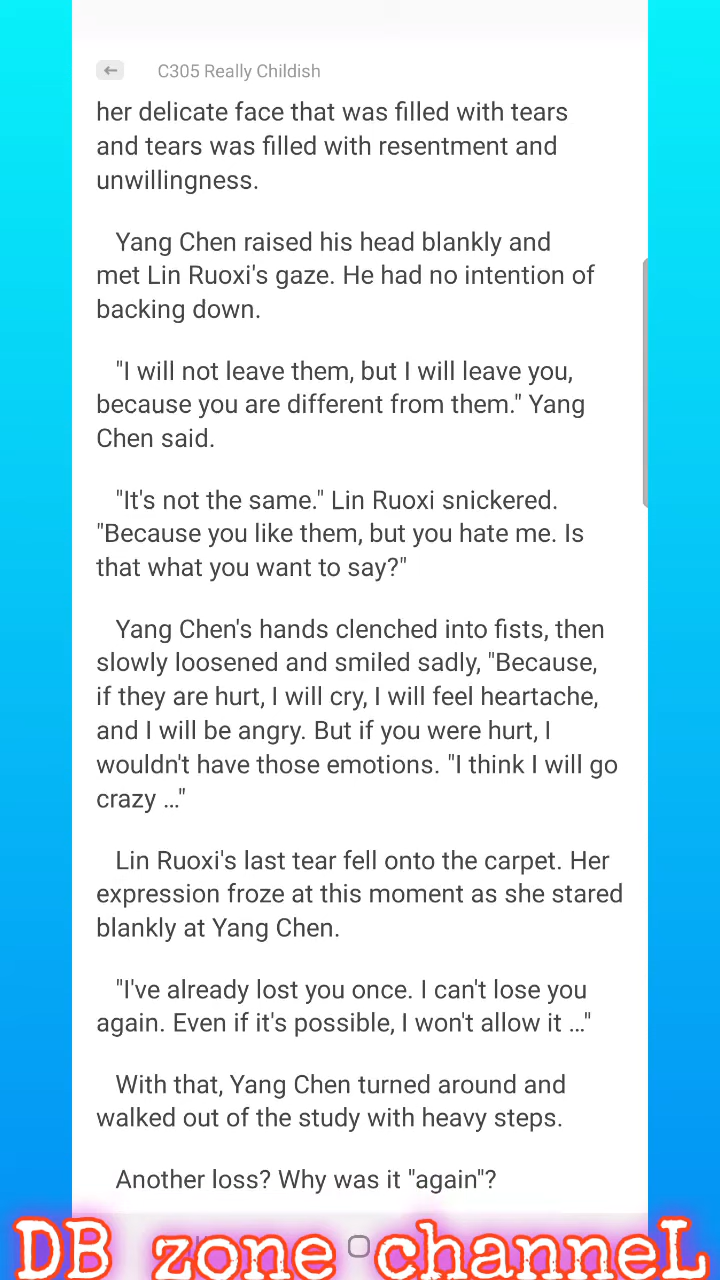 C305 Really Childish
her delicate face that was filled with tears
and tears was filled with resentment and
unwillingness.
Yang Chen raised his head blankly and
met Lin Ruoxi's gaze. He had no intention of
backing down.
"I will not leave them, but I will leave you,
because you are different from them." Yang
Chen said.
"It's not the same." Lin Ruoxi snickered.
"Because you like them, but you hate me. Is
that what you want to say?"
Yang Chen's hands clenched into fists, then
slowly loosened and smiled sadly, "Because,
if they are hurt, I will cry, I will feel heartache,
and I will be angry. But if you were hurt, I
wouldn't have those emotions. "I think I will go
crazy ..."
Lin Ruoxi's last tear fell onto the carpet. Her
expression froze at this moment as she stared
blankly at Yang Chen.
"I've already lost you once. I can't lose you
again. Even if it's possible, I won't allow it ..."
With that, Yang Chen turned around and
walked out of the study with heavy steps.
Another loss? Why was it "again"?
DB zone channeL